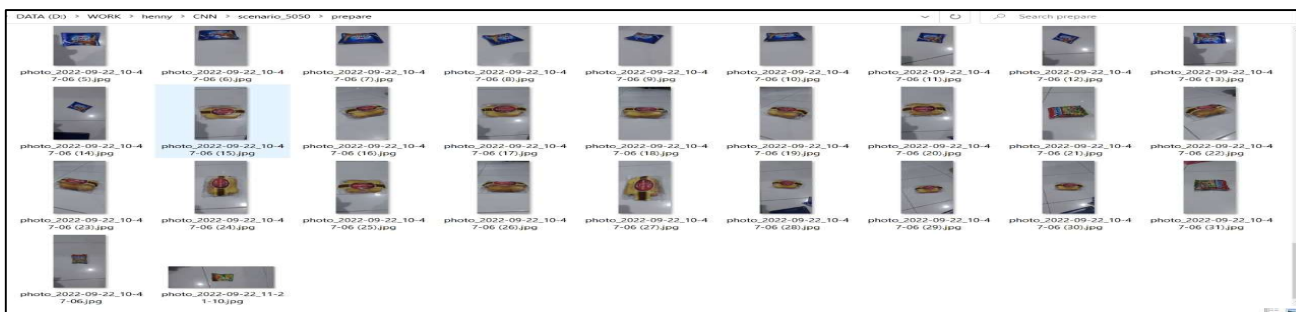 DATA (D:) > WORK > henny > CNN > scenario_5050 > prepare
Search prepare
photo_2022-09-22_10-4 photo_2022-09-22_10-4 photo_2022-09-22_10-4 photo_2022-09-22_10-4 photo_2022-09-22_10-4 photo_2022-09-22_10-4 photo_2022-09-22_10-4 photo_2022-09-22_10-4 photo_2022-09-22_10-4
7-06 (5).jpg 7-06 (6).jpg 7-06 (7).jpg 7-06 (8).jpg 7-06 (9).jpg 7-06 (10).jpg 7-06 (11).jpg 7-06 (12).jpg 7-06 (13).jpg
photo_2022-09-22_10-4 photo_2022-09-22_10-4 photo_2022-09-22_10-4 photo_2022-09-22_10-4 photo_2022-09-22_10-4 photo_2022-09-22_10-4 photo_2022-09-22_10-4 photo_2022-09-22_10-4 photo_2022-09-22_10-4
7-06 (14).jpg 7-06 (15).jpg 7-06 (16).jpg 7-06 (17).jpg 7-06 (18).jpg 7-06 (19).jpg 7-06 (20).jpg 7-06 (21).jpg 7-06 (22).jpg
photo_2022-09-22_10-4 photo_2022-09-22_10-4 photo_2022-09-22_10-4 photo_2022-09-22_10-4 photo_2022-09-22_10-4 photo_2022-09-22_10-4 photo_2022-09-22_10-4 photo_2022-09-22_10-4 photo_2022-09-22_10-4
7-06 (23).jpg 7-06 (24).jpg 7-06 (25).jpg 7-06 (26).jpg 7-06 (27).jpg 7-06 (28).jpg 7-06 (29).jpg 7-06 (30).jpg 7-06 (31).jpg
photo_2022-09-22_10-4 photo_2022-09-22_11-2
7-06.jpg 1-10.jpg